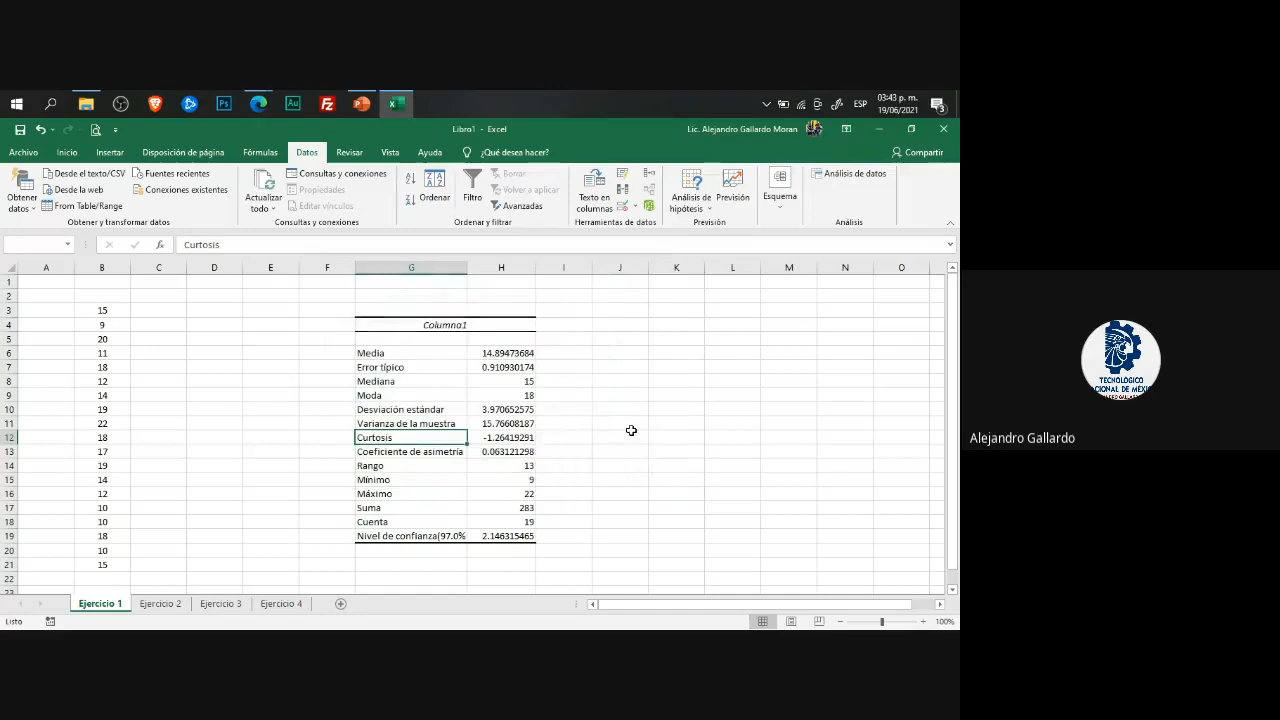 03:43 p. m.
ESP
19/06/2021
3
Ps
Au
Fz
Libro1 - Excel
Lic. Alejandro Gallardo Moran
Archivo Inicio Insertar Disposición de página Fórmulas Datos Revisar Vista Ayuda ¿Qué desea hacer? Compartir
Obtener datos
Desde el texto/CSV
Desde la web
From Table/Range
Fuentes recientes
Conexiones existentes
Obtener y transformar datos
Actualizar todo
Consultas y conexiones
Propiedades
Editar vínculos
Consultas y conexiones
Ordenar
Filtro
Borrar
Volver a aplicar
Avanzadas
Ordenar y filtrar
Texto en columnas
Herramientas de datos
Análisis de hipótesis
Previsión
Previsión
Esquema
Análisis de datos
Análisis
fx Curtosis
A B C D E F G H I J K L M N O
1
2
3 15
4 9 Columna1
5 20
6 11 Media 14.89473684
7 18 Error típico 0.910930174
8 12 Mediana 15
9 14 Moda 18
10 19 Desviación estándar 3.970652575
11 22 Varianza de la muestra 15.76608187
12 18 Curtosis -1.26419291
13 17 Coeficiente de asimetría 0.063121298
14 19 Rango 13
15 14 Mínimo 9
16 12 Máximo 22
17 10 Suma 283
18 10 Cuenta 19
19 18 Nivel de confianza(97.0% 2.146315465
20 10
21 15
22
Ejercicio 1 Ejercicio 2 Ejercicio 3 Ejercicio 4
Listo
100%
TECNOLÓGICO
Alejandro Gallardo